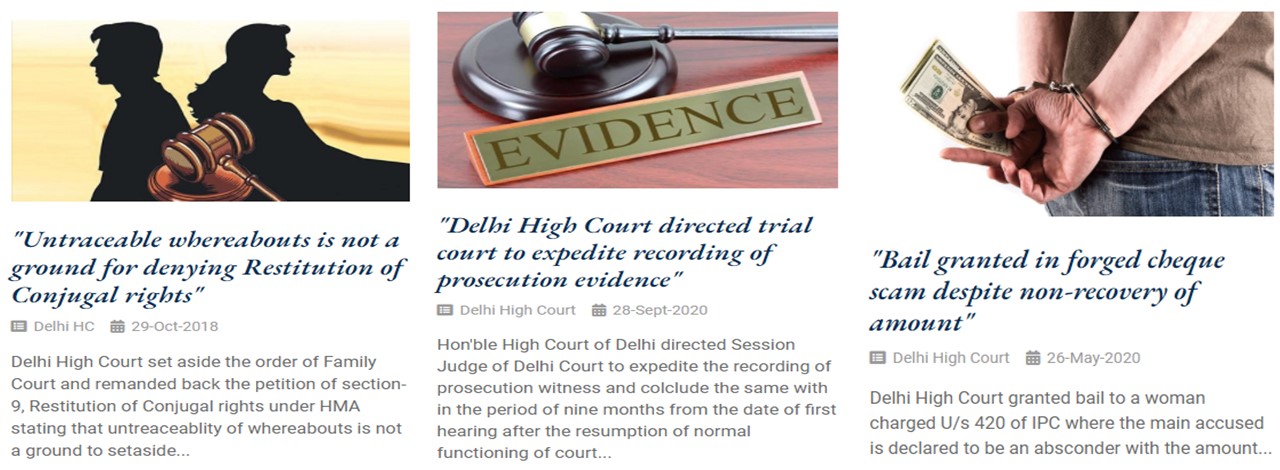 "Untraceable whereabouts is not a
ground for denying Restitution of
Conjugal rights"
Delhi HC 29-Oct-2018
Delhi High Court set aside the order of Family
Court and remanded back the petition of section-
9, Restitution of Conjugal rights under HMA
stating that untreaceablity of whereabouts is not
a ground to setaside...
EVIDENCE
"Delhi High Court directed trial
court to expedite recording of
prosecution evidence"
Delhi High Court 28-Sept-2020
Hon'ble High Court of Delhi directed Session
Judge of Delhi Court to expedite the recording of
prosecution witness and colclude the same with
in the period of nine months from the date of first
hearing after the resumption of normal
functioning of court...
"Bail granted in forged cheque
scam despite non-recovery of
amount"
Delhi High Court 26-May-2020
Delhi High Court granted bail to a woman
charged U/s 420 of IPC where the main accused
is declared to be an absconder with the amount...